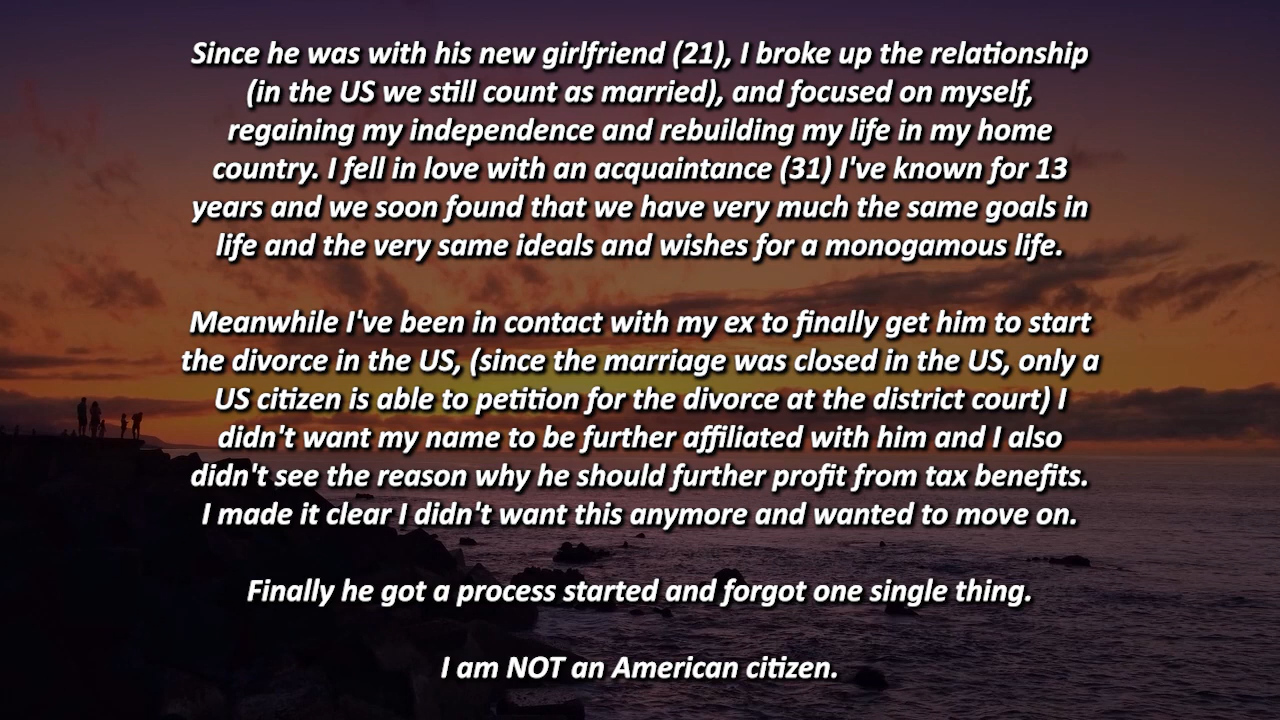 Since he was with his new girlfriend (21), I broke up the relationship
(in the US we still count as married), and focused on myself,
regaining my independence and rebuilding my life in my home
country. I fell in love with an acquaintance (31) I've known for 13
years and we soon found that we have very much the same goals in
life and the very same ideals and wishes for a monogamous life.
Meanwhile I've been in contact with my ex to finally get him to start
the divorce in the US, (since the marriage was closed in the US, only a
US citizen is able to petition for the divorce at the district court) I
didn't want my name to be further affiliated with him and I also
didn't see the reason why he should further profit from tax benefits.
I made it clear I didn't want this anymore and wanted to move on.
Finally he got a process started and forgot one single thing.
I am NOT an American citizen.